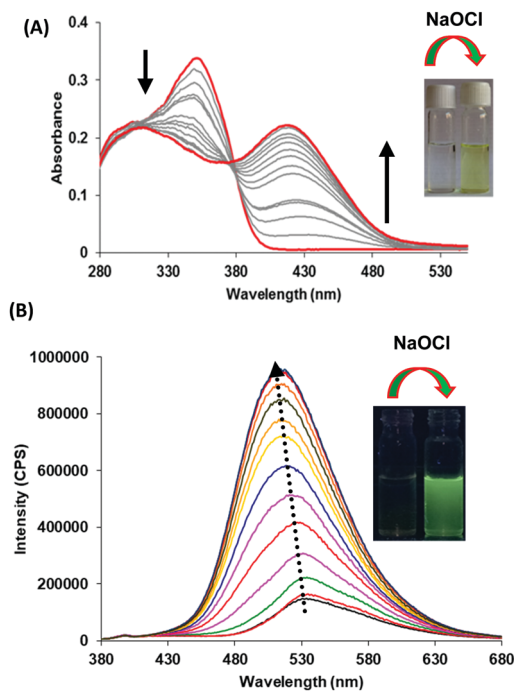 (A)
NaOCl
0.4
0.3
0.2
0.1
0
Absorbance
280 330 380 430 480 530
Wavelength (nm)
(B)
NaOCl
1000000
800000
600000
400000
200000
0
Intensity (CPS)
380 430 480 530 580 630 680
Wavelength (nm)